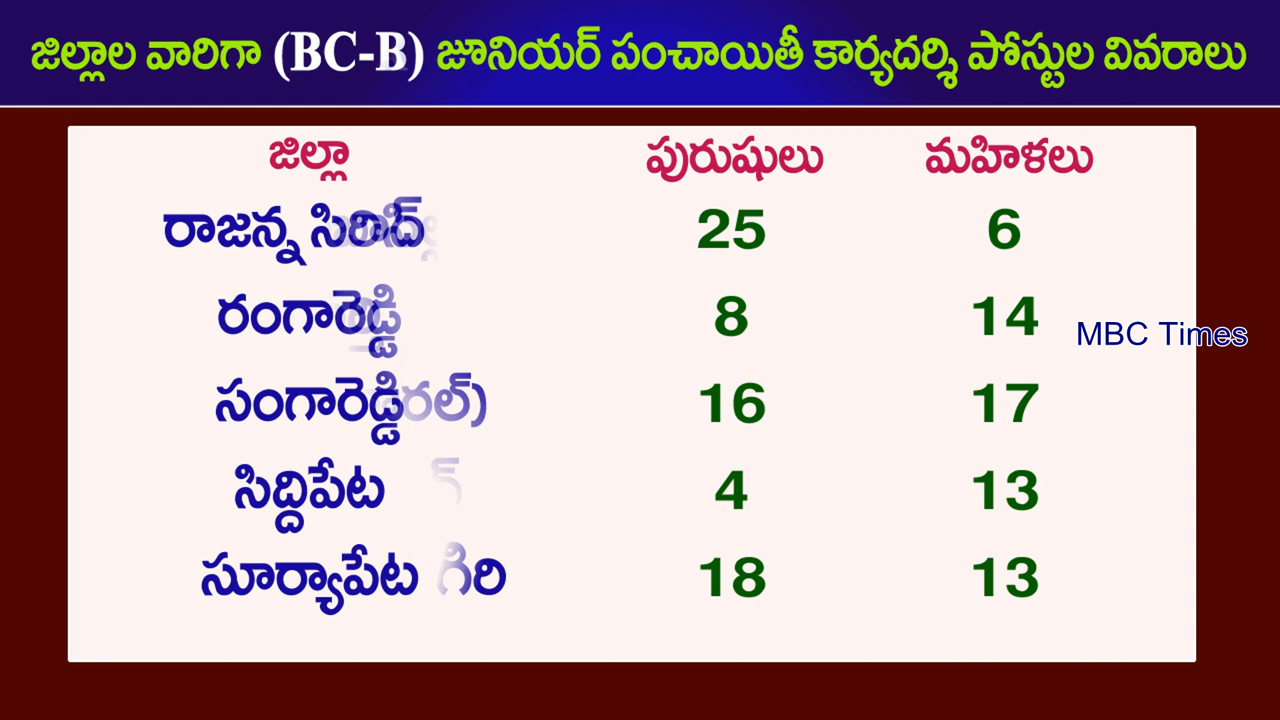 జిల్లాల వారిగా (BC-B) జూనియర్ పంచాయితీ కార్యదర్శి పోస్టుల వివరాలు
జిల్లా పురుషులు మహిళలు
రాజన్న 25 6
రంగారెడ్డి 8 14
MBC Times
సంగారెడ్డి 16 17
సిద్దిపేట 4 13
సూర్యాపేట 18 13